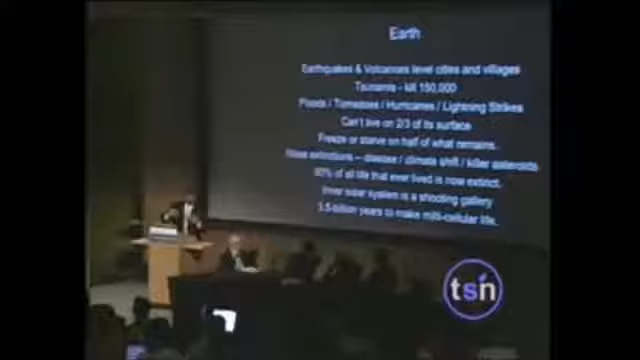 Earth
Earthquakes & Volcanoes level cities and villages
Tsunamis - kill 150,000
Floods / Tornadoes / Hurricanes / Lightning Strikes
Can't live on 2/3 of its surface
Freeze or starve on half of what remains.
Mass extinctions – disease / climate shift / killer asteroids
of all life that ever lived is now extinct.
Inner solar system is a shooting gallery
3.5-billion years to make multi-cellular life.
tsn